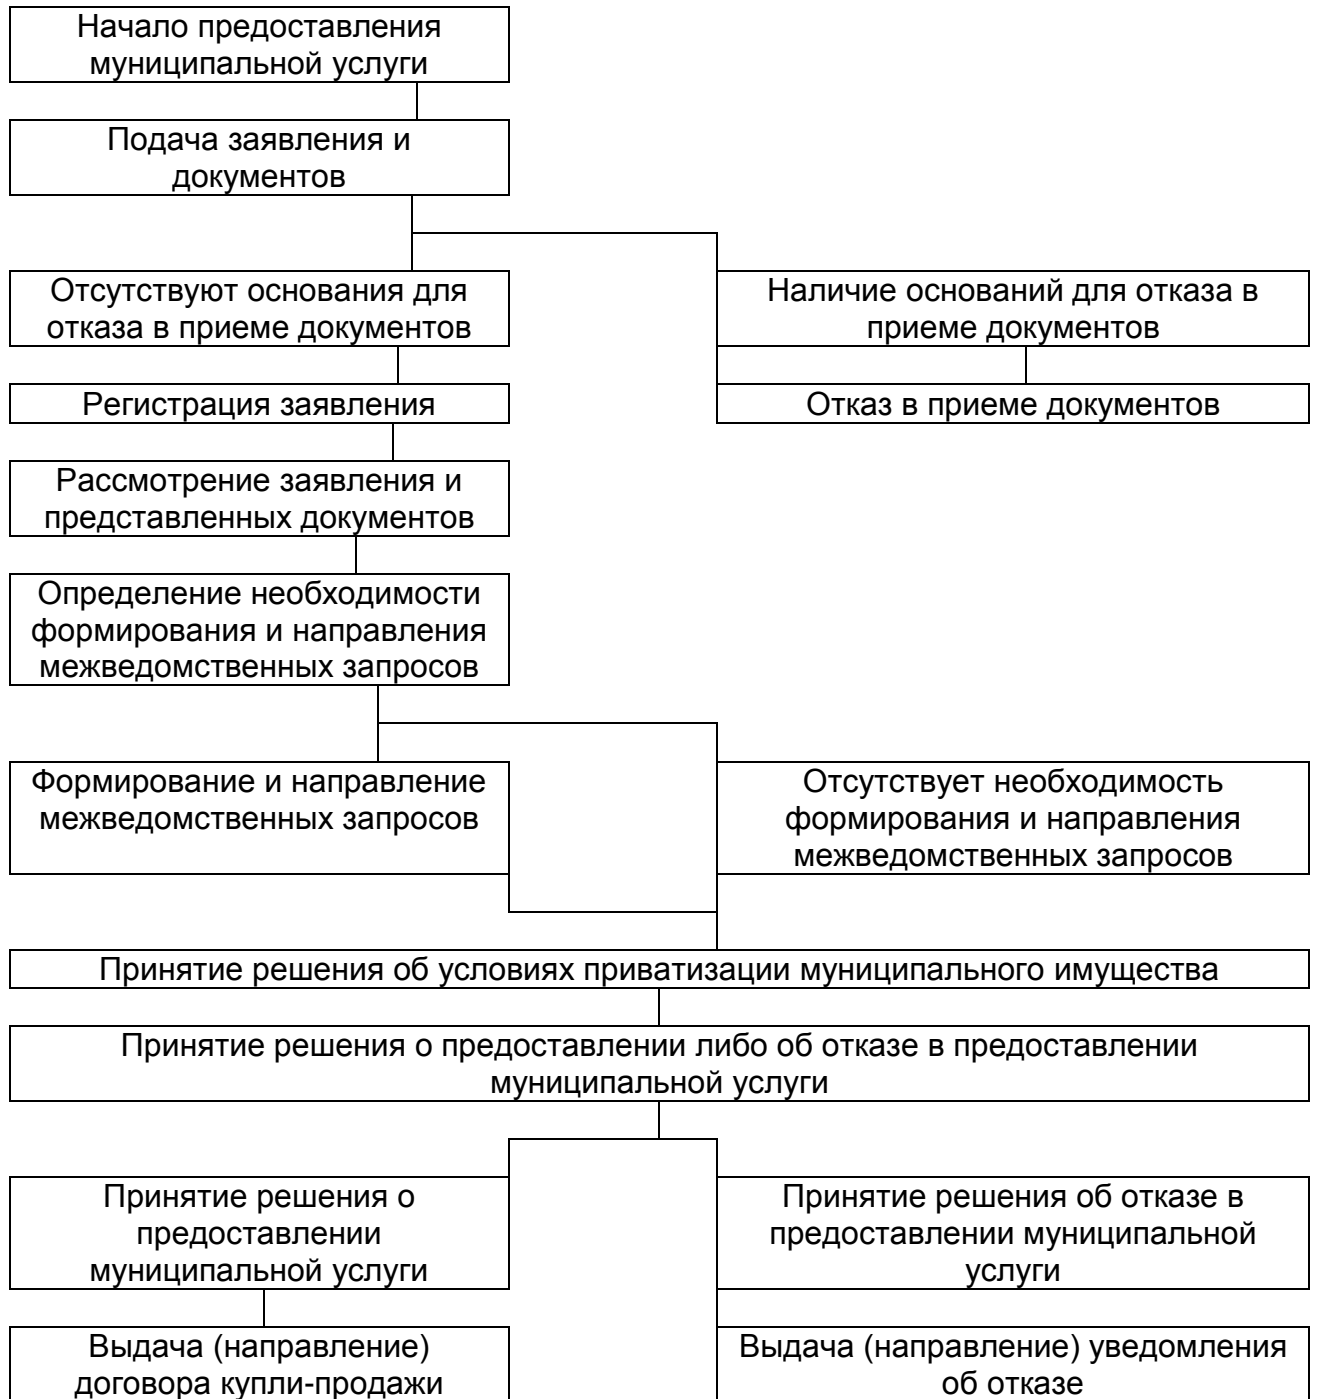 Начало предоставления
муниципальной услуги
Подача заявления и
документов
Отсутствуют основания для
отказа в приеме документов
Наличие оснований для отказа в
приеме документов
Регистрация заявления
Отказ в приеме документов
Рассмотрение заявления и
представленных документов
Определение необходимости
формирования и направления
межведомственных запросов
Формирование и направление
межведомственных запросов
Отсутствует необходимость
формирования и направления
межведомственных запросов
Принятие решения об условиях приватизации муниципального имущества
Принятие решения о предоставлении либо об отказе в предоставлении
муниципальной услуги
Принятие решения о
предоставлении
муниципальной услуги
Принятие решения об отказе в
предоставлении муниципальной
услуги
Выдача (направление)
договора купли-продажи
Выдача (направление) уведомления
об отказе